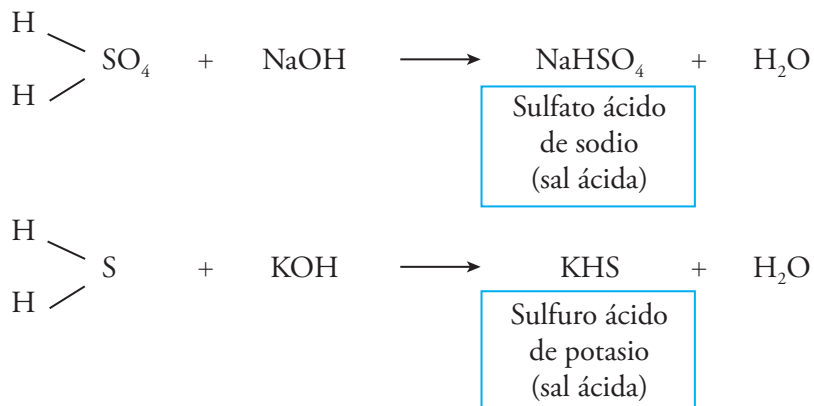 H
SO₄ + NaOH ⟶ NaHSO₄ + H₂O
H
Sulfato ácido
de sodio
(sal ácida)
H
S + KOH ⟶ KHS + H₂O
H
Sulfuro ácido
de potasio
(sal ácida)